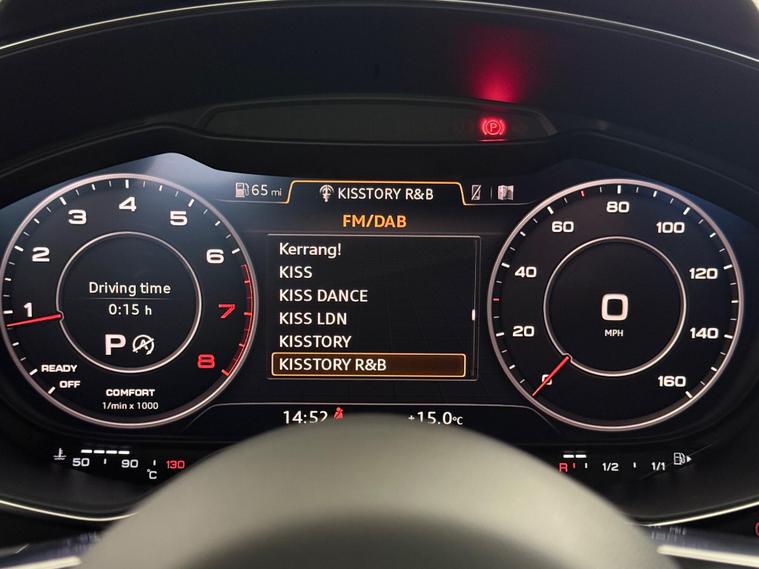 P
65 mi
KISSTORY R&B
FM/DAB
Kerrang!
KISS
KISS DANCE
KISS LDN
KISSTORY
KISSTORY R&B
14:52
+15.0°C
1
2
3
4
5
6
7
8
Driving time
0:15 h
P
A
READY
OFF
COMFORT
1/min x 1000
0
20
40
60
80
100
120
140
160
0
MPH
50
90
130
°C
R
1/2
1/1